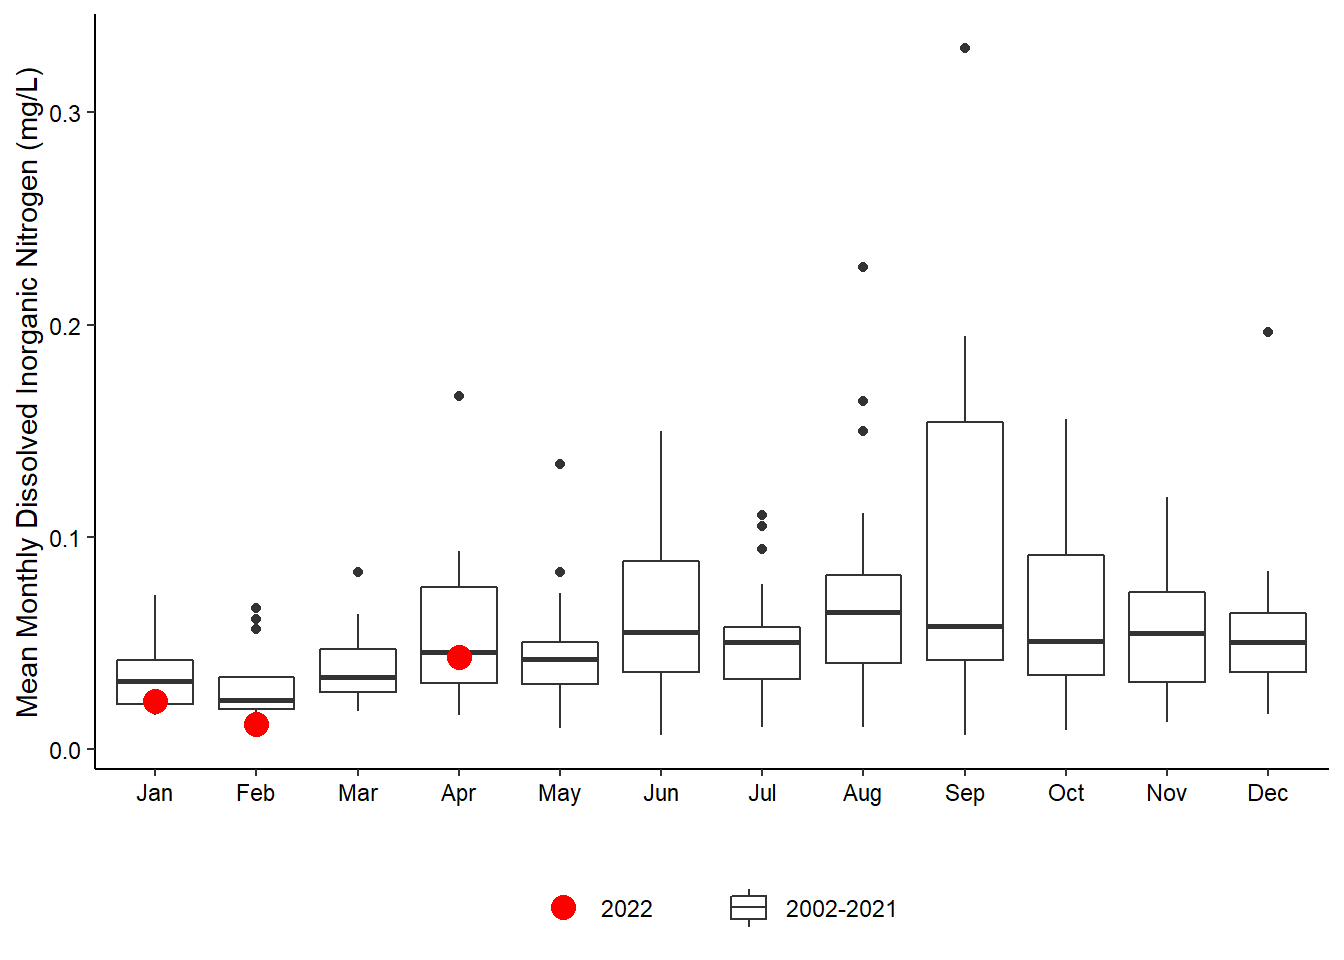 Mean Monthly Dissolved Inorganic Nitrogen (mg/L)
0.3
0.2
0.1
0.0
Jan Feb Mar Apr May Jun Jul Aug Sep Oct Nov Dec
2022 2002-2021